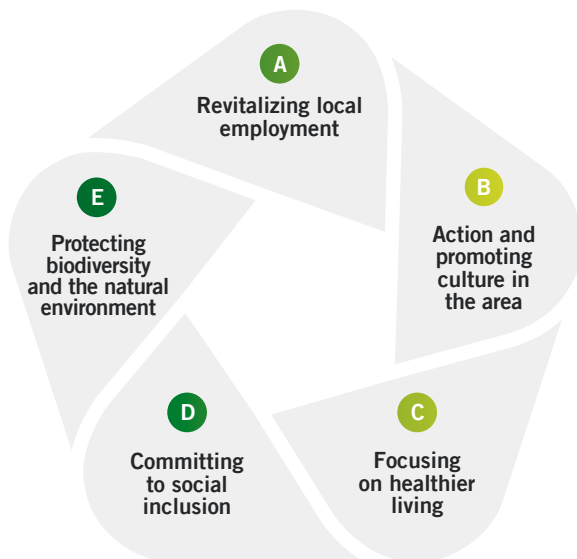 A
Revitalizing local
employment
B
Action and
promoting
culture in
the area
C
Focusing
on healthier
living
D
Committing
to social
inclusion
E
Protecting
biodiversity
and the natural
environment